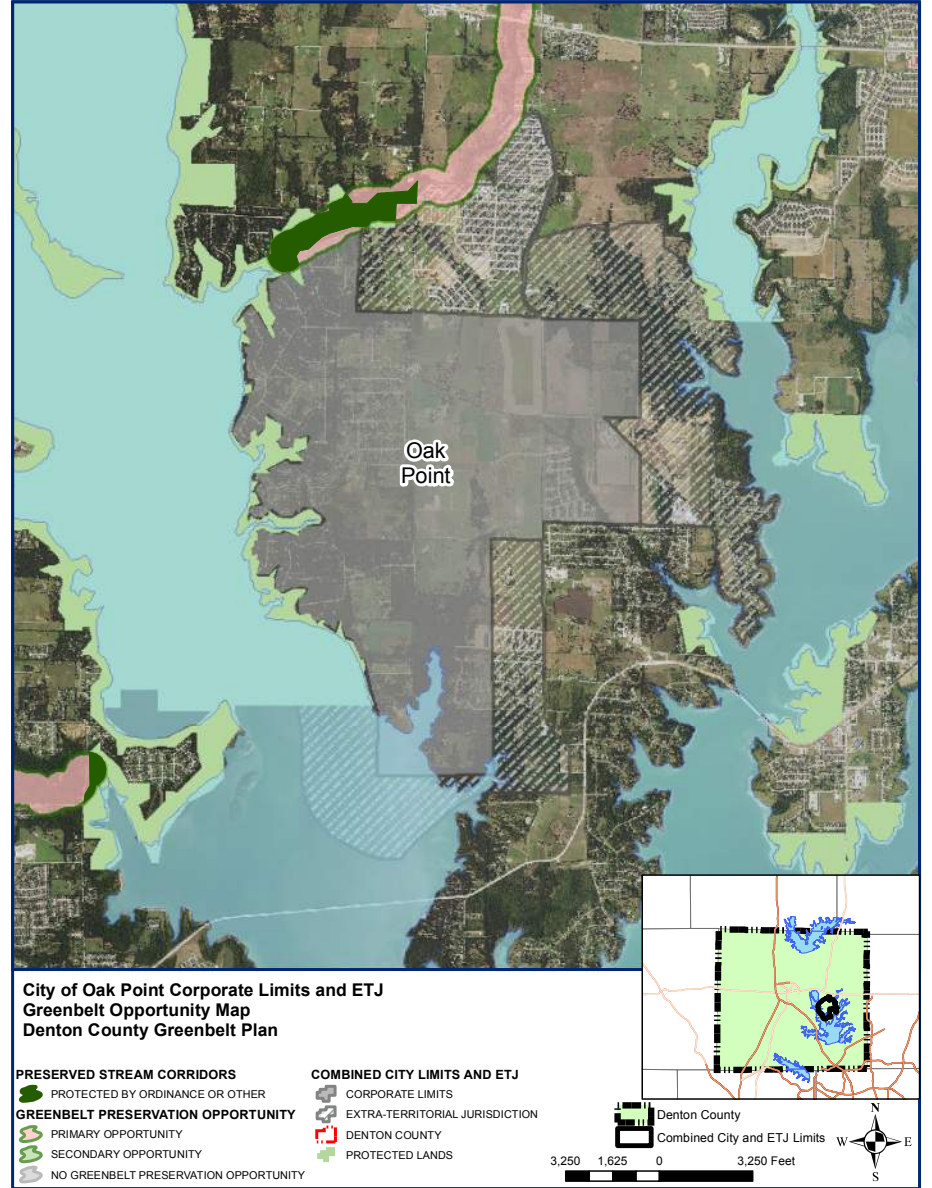 Oak
Point
City of Oak Point Corporate Limits and ETJ
Greenbelt Opportunity Map
Denton County Greenbelt Plan
PRESERVED STREAM CORRIDORS
PROTECTED BY ORDINANCE OR OTHER
GREENBELT PRESERVATION OPPORTUNITY
PRIMARY OPPORTUNITY
SECONDARY OPPORTUNITY
NO GREENBELT PRESERVATION OPPORTUNITY
COMBINED CITY LIMITS AND ETJ
CORPORATE LIMITS
EXTRA-TERRITORIAL JURISDICTION
DENTON COUNTY
PROTECTED LANDS
Denton County
Combined City and ETJ Limits
3,250 1,625 0 3,250 Feet
N
W E
S